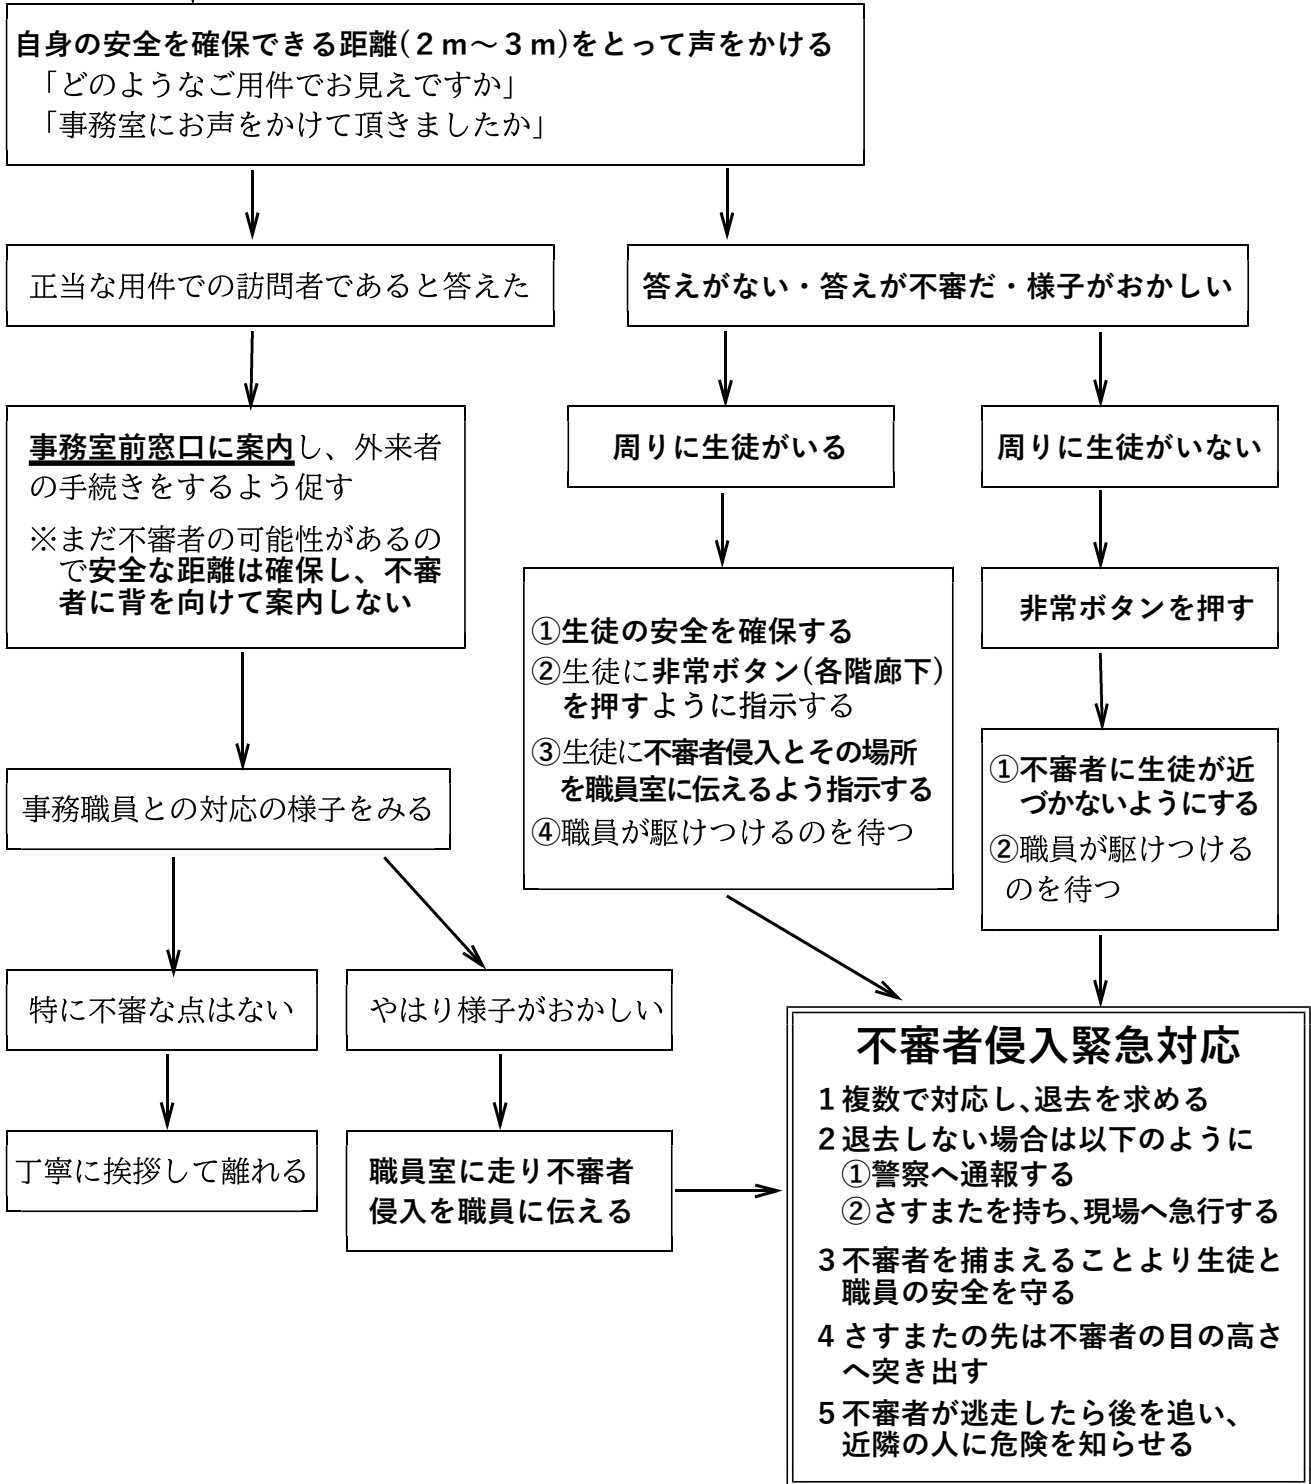 自身の安全を確保できる距離(２ｍ～３ｍ)をとって声をかける
「どのようなご用件でお見えですか」
「事務室にお声をかけて頂きましたか」
正当な用件での訪問者であると答えた
答えがない・答えが不審だ・様子がおかしい
事務室前窓口に案内し、外来者
の手続きをするよう促す
※まだ不審者の可能性があるの
で安全な距離は確保し、不審
者に背を向けて案内しない
周りに生徒がいる
周りに生徒がいない
①生徒の安全を確保する
②生徒に非常ボタン(各階廊下)
を押すように指示する
③生徒に不審者侵入とその場所
を職員室に伝えるよう指示する
④職員が駆けつけるのを待つ
非常ボタンを押す
①不審者に生徒が近
づかないようにする
②職員が駆けつける
のを待つ
事務職員との対応の様子をみる
特に不審な点はない
やはり様子がおかしい
丁寧に挨拶して離れる
職員室に走り不審者
侵入を職員に伝える
不審者侵入緊急対応
1 複数で対応し、退去を求める
2 退去しない場合は以下のように
①警察へ通報する
②さすまたを持ち、現場へ急行する
3 不審者を捕まえることより生徒と
職員の安全を守る
4 さすまたの先は不審者の目の高さ
へ突き出す
5 不審者が逃走したら後を追い、
近隣の人に危険を知らせる